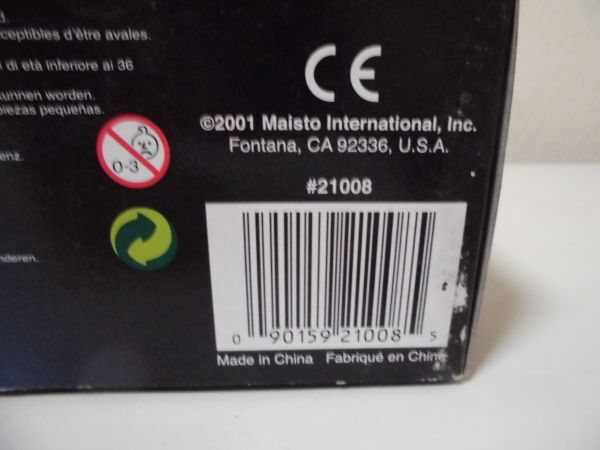 ceptibles d'être avales.
di età inferiore ai 36
kunnen worden.
piezas pequeñas.
enz.
nderen.
CE
©2001 Maisto International, Inc.
Fontana, CA 92336, U.S.A.
0-3
#21008
0 90159 21008 5
Made in China Fabriqué en Chine